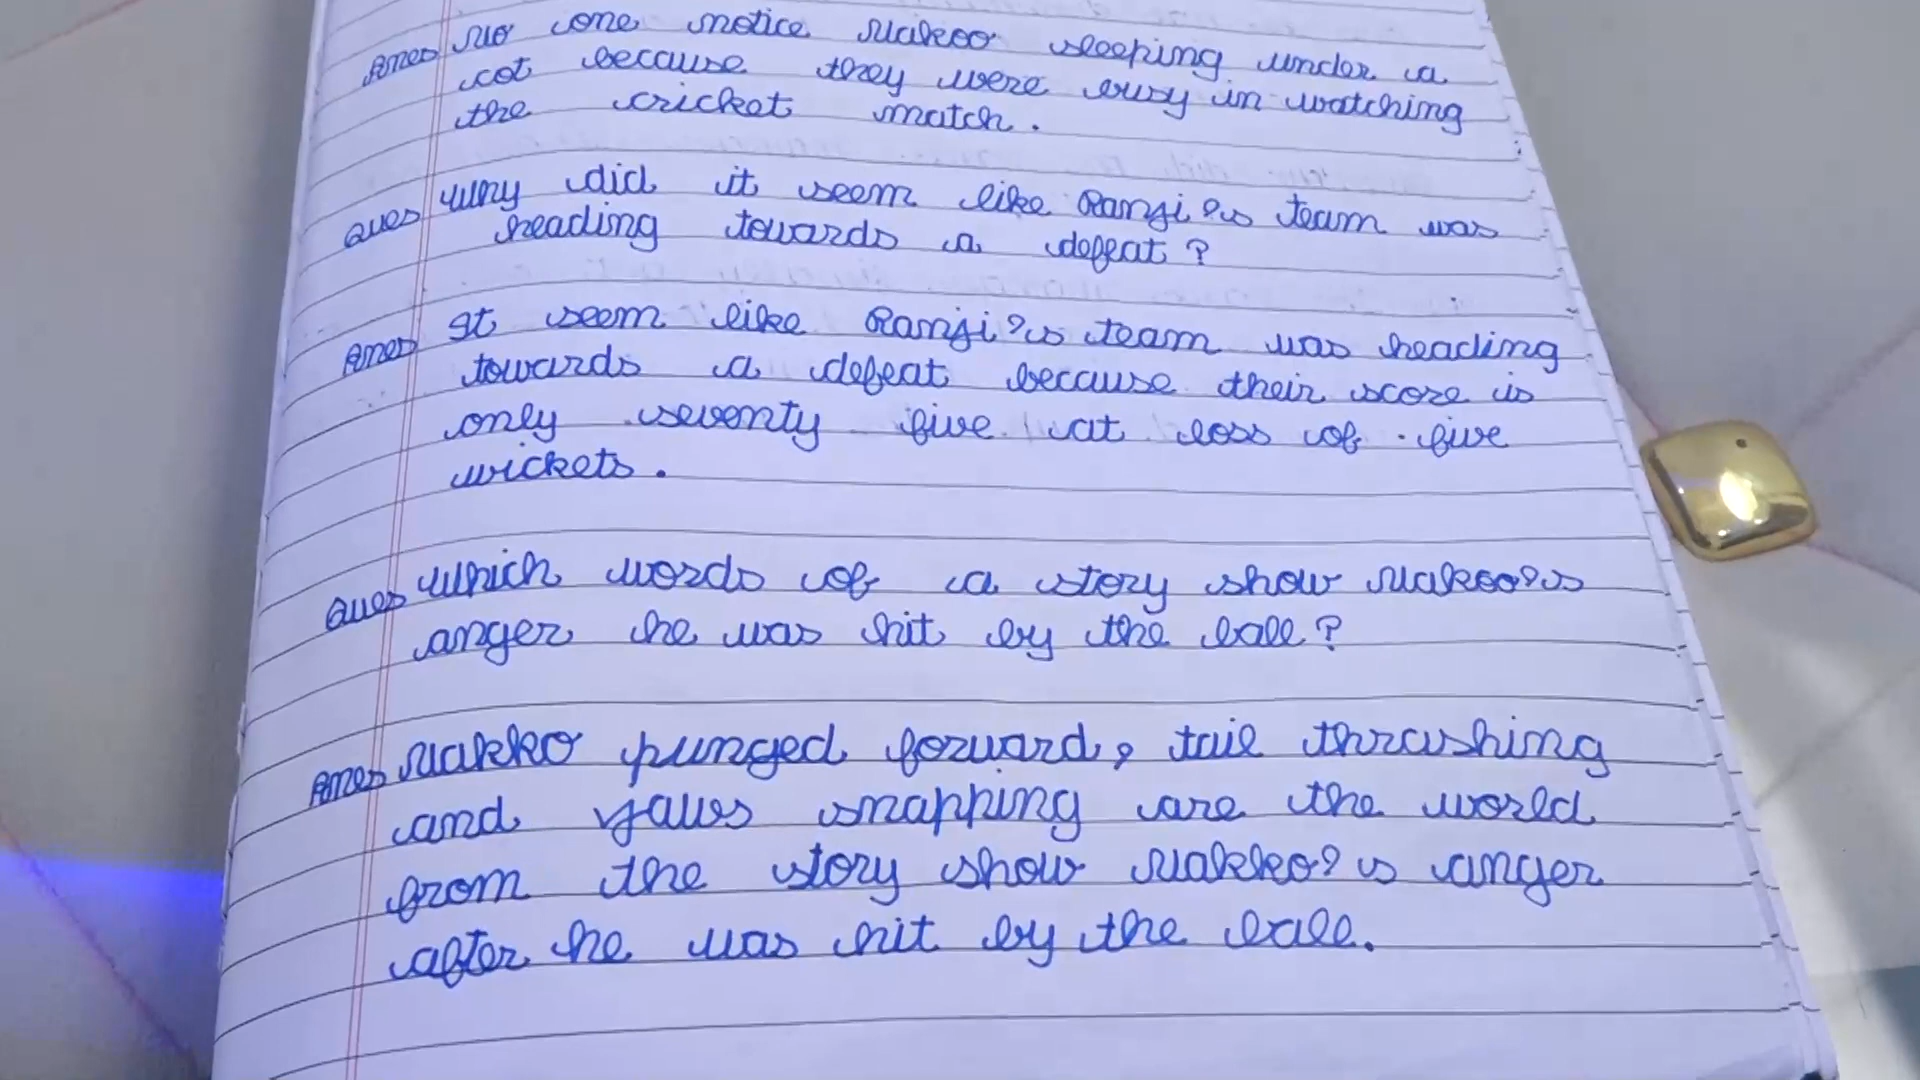 Ans No one notice Nakoo sleeping under a
cot because they were busy in watching
the cricket match.
Ques Why did it seem like Ranji's team was
heading towards a defeat?
Ans It seem like Ranji's team was heading
towards a defeat because their score is
only seventy five at loss of five
wickets.
Ques Which words of a story show Nakoo's
anger he was hit by the ball?
Ans Nakko punged forward, tail thrashing
and jaws snapping are the world
from the story show Nakko's anger
after he was hit by the ball.